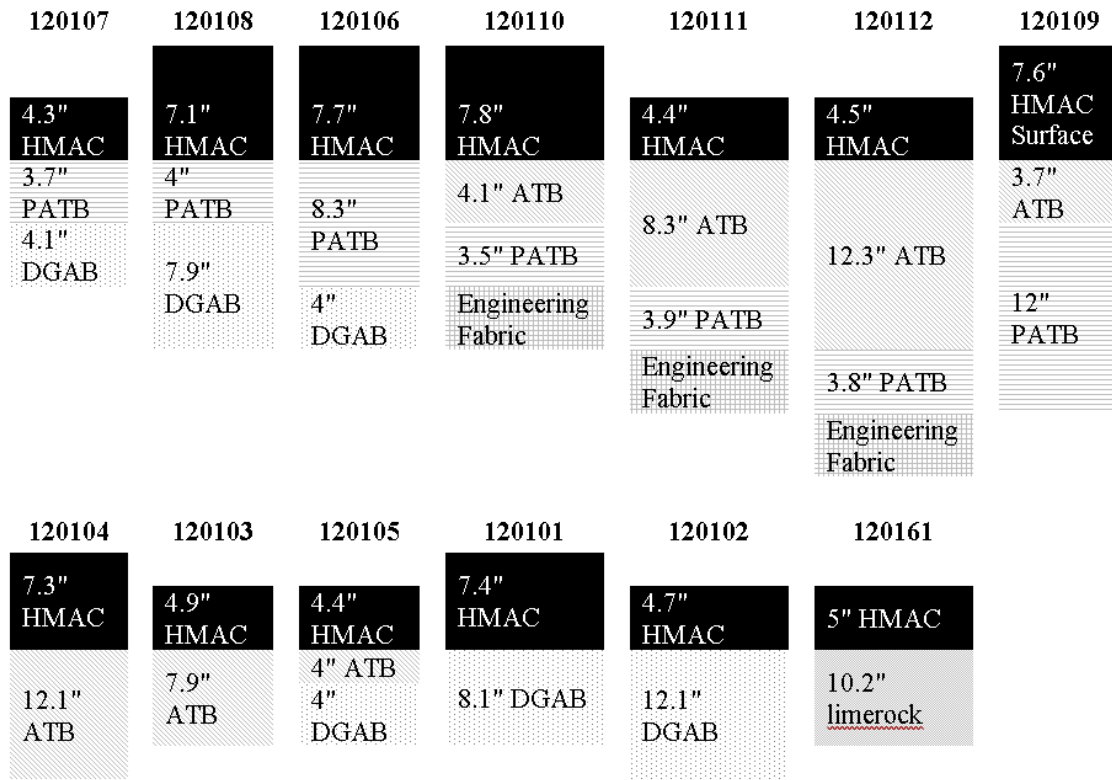 120107
120108
120106
120110
120111
120112
120109
4.3"
HMAC
3.7"
PATB
4.1"
DGAB
7.1"
HMAC
4"
PATB
7.9"
DGAB
7.7"
HMAC
8.3"
PATB
4"
DGAB
7.8"
HMAC
4.1" ATB
3.5" PATB
Engineering
Fabric
4.4"
HMAC
8.3" ATB
3.9" PATB
Engineering
Fabric
4.5"
HMAC
12.3" ATB
3.8" PATB
Engineering
Fabric
7.6"
HMAC
Surface
3.7"
ATB
12"
PATB
120104
120103
120105
120101
120102
120161
7.3"
HMAC
12.1"
ATB
4.9"
HMAC
7.9"
ATB
4.4"
HMAC
4" ATB
4"
DGAB
7.4"
HMAC
8.1" DGAB
4.7"
HMAC
12.1"
DGAB
5" HMAC
10.2"
limerock